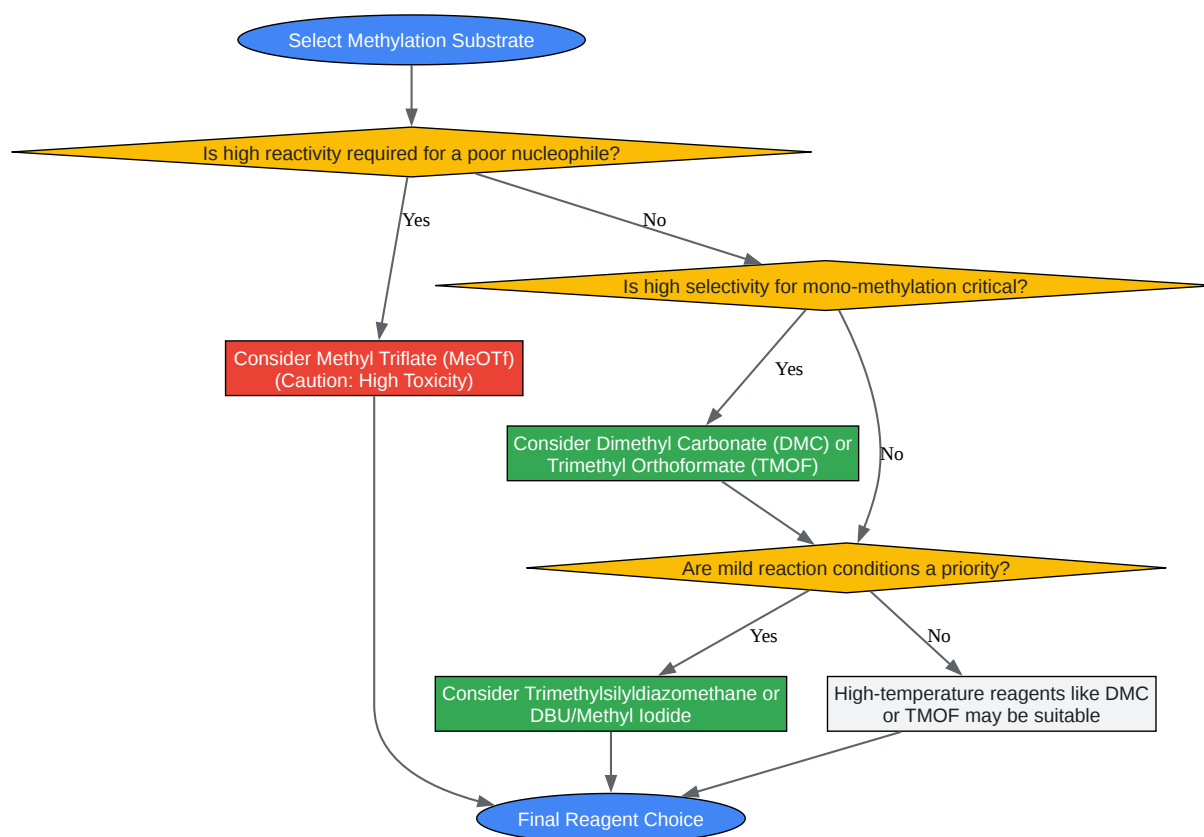 Select Methylation Substrate
Is high reactivity required for a poor nucleophile?
Yes
No
Is high selectivity for mono-methylation critical?
Consider Methyl Triflate (MeOTf)
(Caution: High Toxicity)
Yes
No
Consider Dimethyl Carbonate (DMC) or
Trimethyl Orthoformate (TMOF)
Are mild reaction conditions a priority?
Yes
No
Consider Trimethylsilyldiazomethane or
DBU/Methyl Iodide
High-temperature reagents like DMC
or TMOF may be suitable
Final Reagent Choice